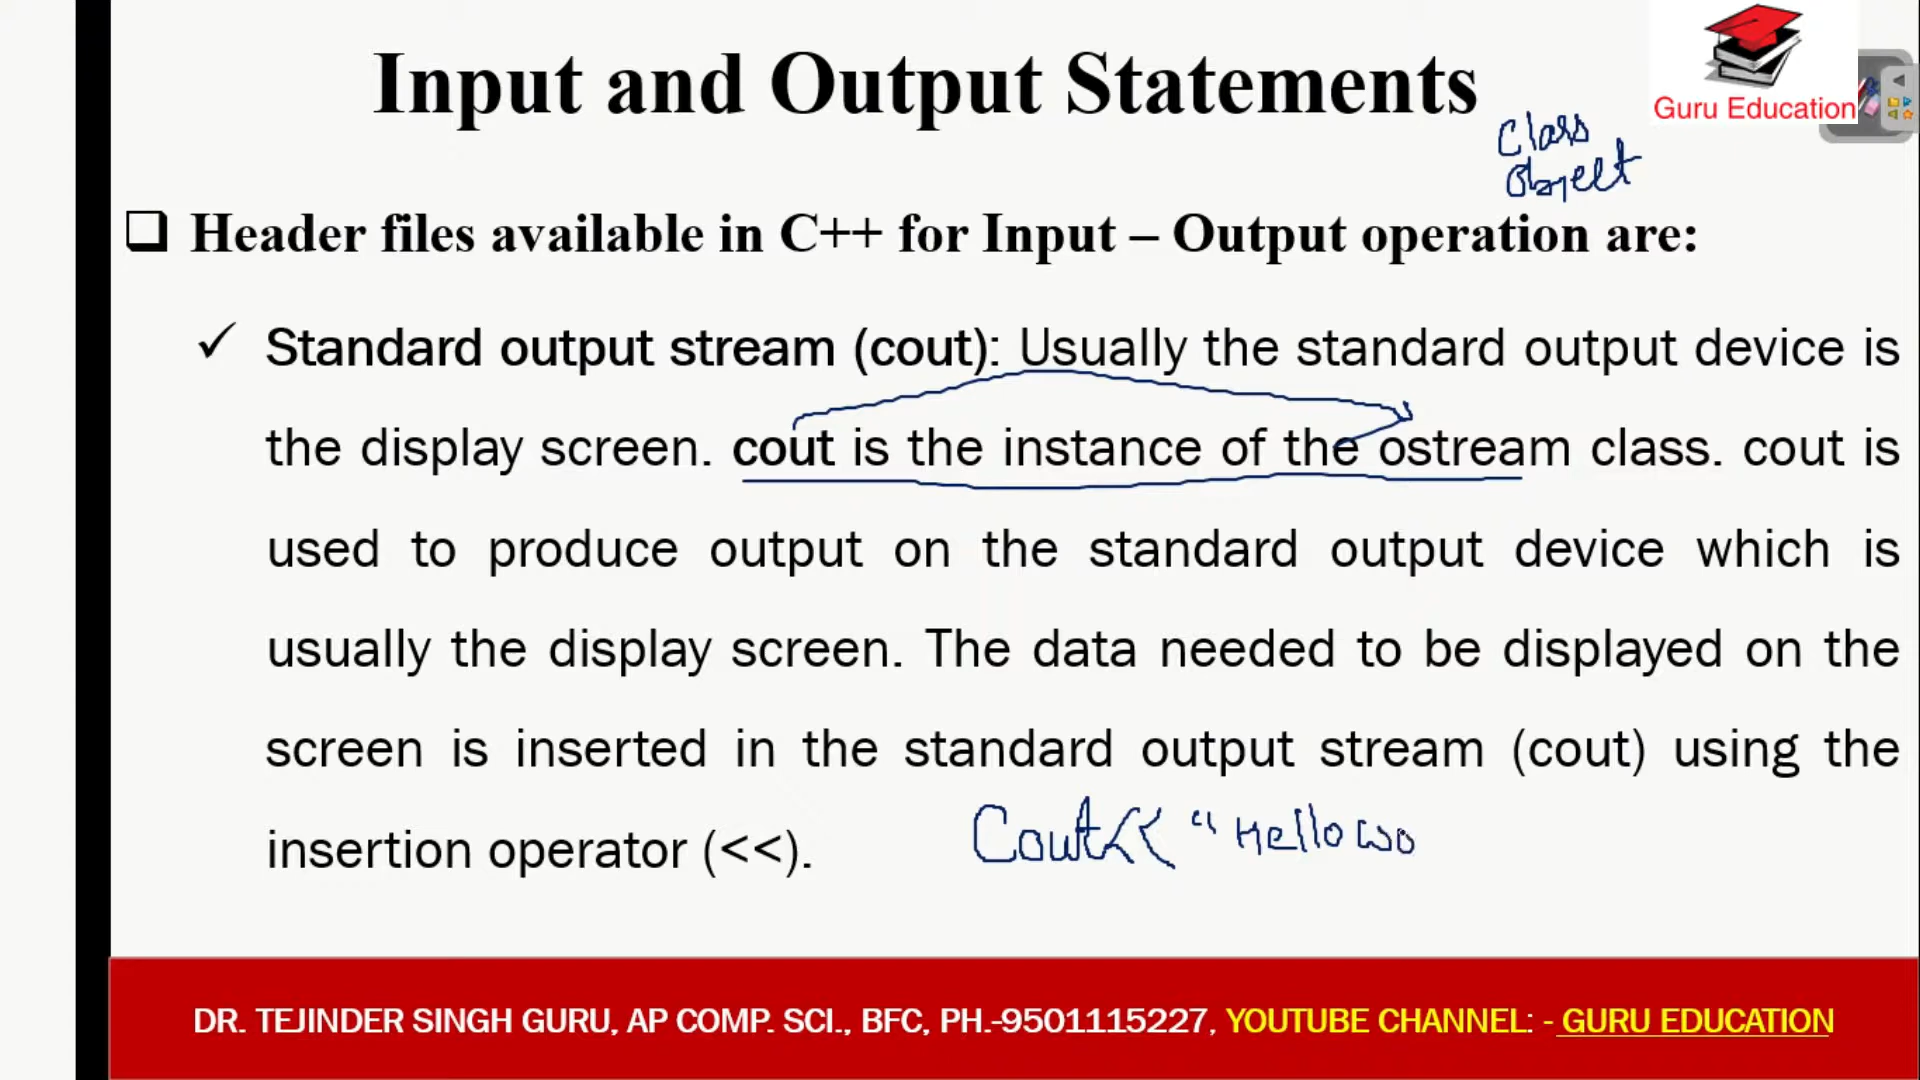 Input and Output Statements
Guru Education
Class
Object
Header files available in C++ for Input – Output operation are:
✓ Standard output stream (cout): Usually the standard output device is
the display screen. cout is the instance of the ostream class. cout is
used to produce output on the standard output device which is
usually the display screen. The data needed to be displayed on the
screen is inserted in the standard output stream (cout) using the
insertion operator (<<).
Cout<< "Hello wo
DR. TEJINDER SINGH GURU, AP COMP. SCI., BFC, PH.-9501115227, YOUTUBE CHANNEL: - GURU EDUCATION